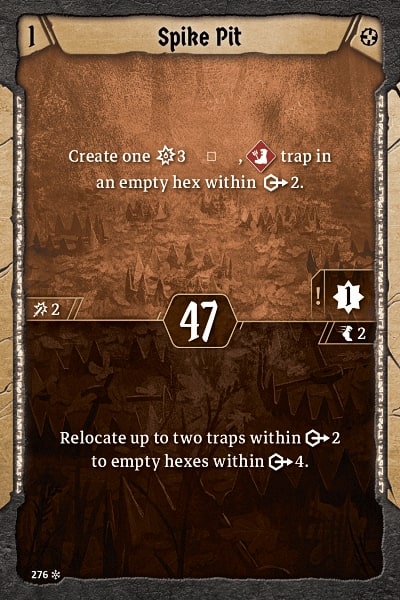 1
Spike Pit
Create one 3 , trap in
an empty hex within 2.
! 1
2
47
2
Relocate up to two traps within 2
to empty hexes within 4.
276